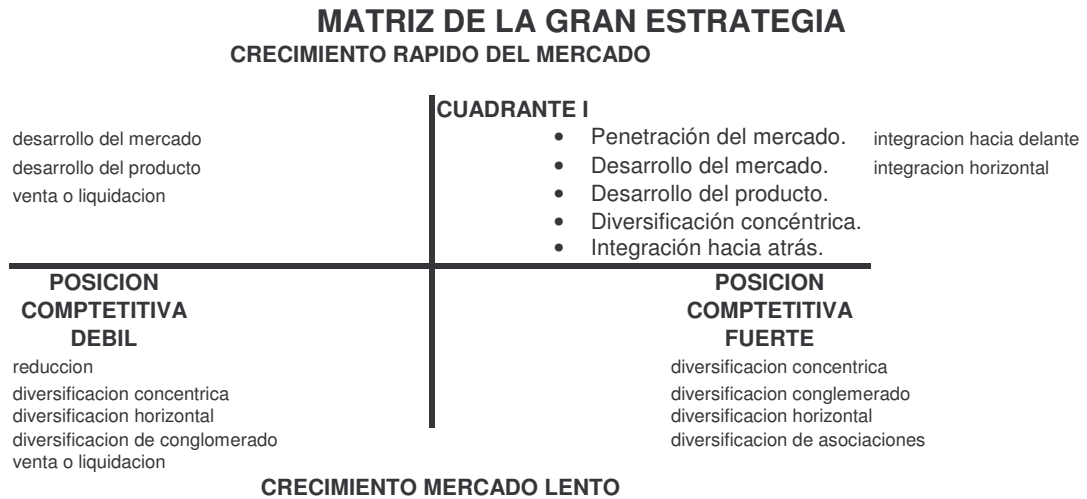 MATRIZ DE LA GRAN ESTRATEGIA
CRECIMIENTO RAPIDO DEL MERCADO
desarrollo del mercado
desarrollo del producto
venta o liquidacion
CUADRANTE I
• Penetración del mercado.
• Desarrollo del mercado.
• Desarrollo del producto.
• Diversificación concéntrica.
• Integración hacia atrás.
integracion hacia delante
integracion horizontal
POSICION
COMPTETITIVA
DEBIL
reduccion
diversificacion concentrica
diversificacion horizontal
diversificacion de conglomerado
venta o liquidacion
POSICION
COMPTETITIVA
FUERTE
diversificacion concentrica
diversificacion conglemerado
diversificacion horizontal
diversificacion de asociaciones
CRECIMIENTO MERCADO LENTO